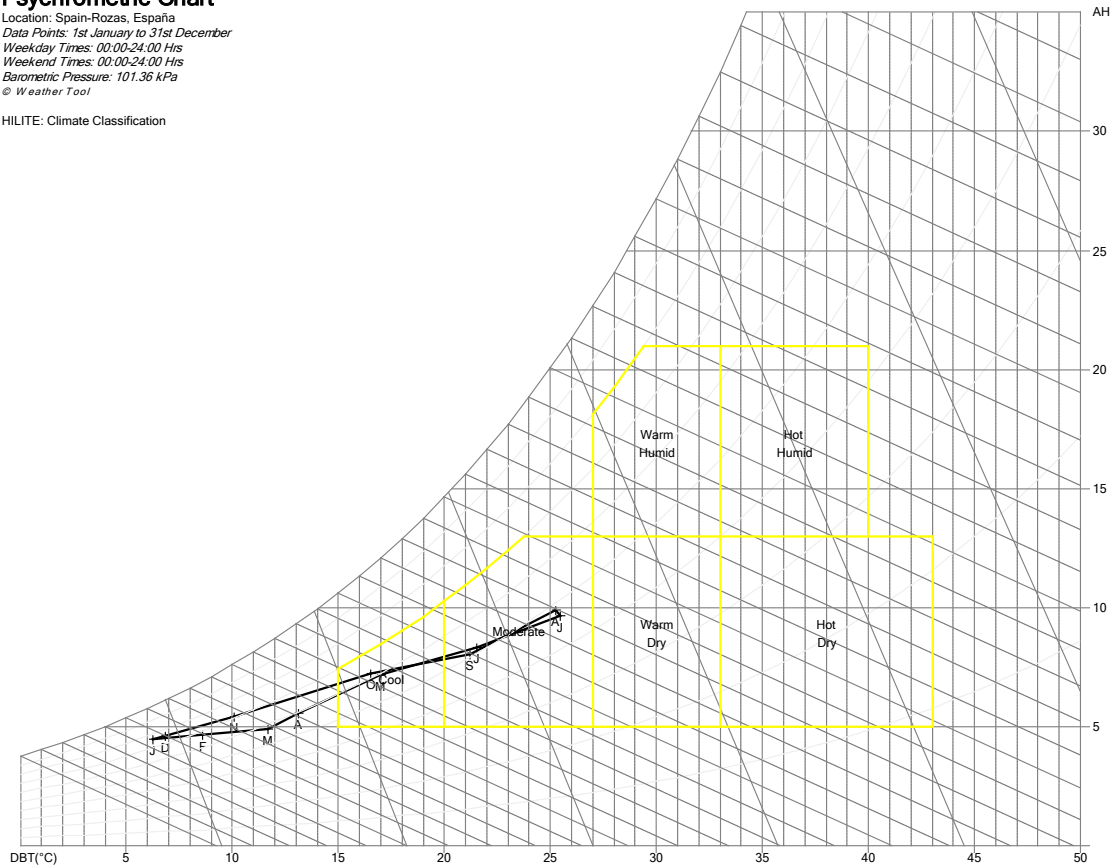 Psychrometric Chart
Location: Spain-Rozas, España
Data Points: 1st January to 31st December
Weekday Times: 00:00-24:00 Hrs
Weekend Times: 00:00-24:00 Hrs
Barometric Pressure: 101.36 kPa
© Weather Tool
HILITE: Climate Classification
AH
30
25
20
15
10
5
Warm
Humid
Hot
Humid
Warm
Dry
Hot
Dry
Moderate
Cool
J
D
F
M
A
N
O
M
S
J
A
J
DBT(°C)
5
10
15
20
25
30
35
40
45
50